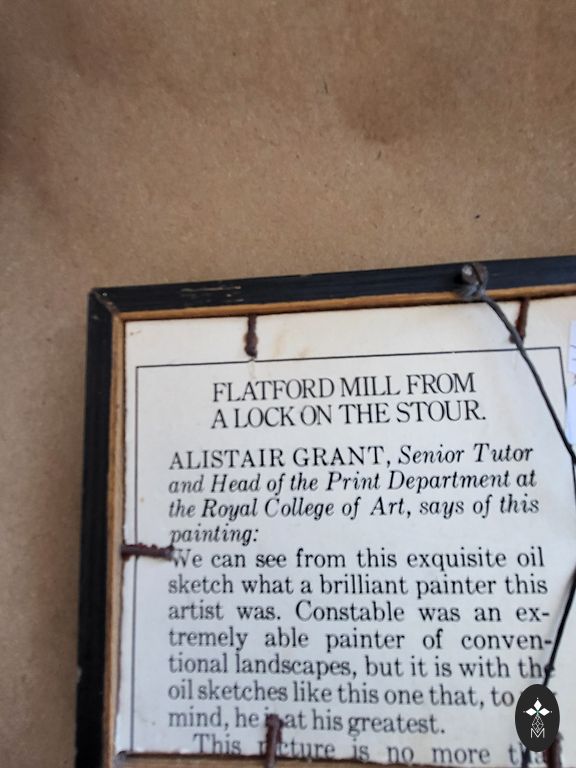 FLATFORD MILL FROM
A LOCK ON THE STOUR.
ALISTAIR GRANT, Senior Tutor
and Head of the Print Department at
the Royal College of Art, says of this
painting:
We can see from this exquisite oil
sketch what a brilliant painter this
artist was. Constable was an ex-
tremely able painter of conven-
tional landscapes, but it is with the
oil sketches like this one that, to
mind, he is at his greatest.
This picture is no more than
M